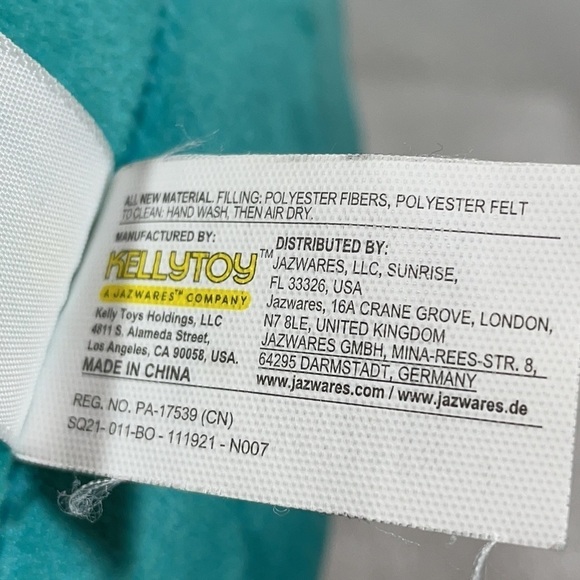 ALL NEW MATERIAL. FILLING: POLYESTER FIBERS, POLYESTER FELT
TO CLEAN: HAND WASH, THEN AIR DRY.
MANUFACTURED BY:
KELLYTOY™
A JAZWARES™ COMPANY
Kelly Toys Holdings, LLC
4811 S. Alameda Street,
Los Angeles, CA 90058, USA.
MADE IN CHINA
DISTRIBUTED BY:
JAZWARES, LLC, SUNRISE,
FL 33326, USA
Jazwares, 16A CRANE GROVE, LONDON,
N7 8LE, UNITED KINGDOM
JAZWARES GMBH, MINA-REES-STR. 8,
64295 DARMSTADT, GERMANY
www.jazwares.com / www.jazwares.de
REG. NO. PA-17539 (CN)
SQ21- 011-BO - 111921 - N007